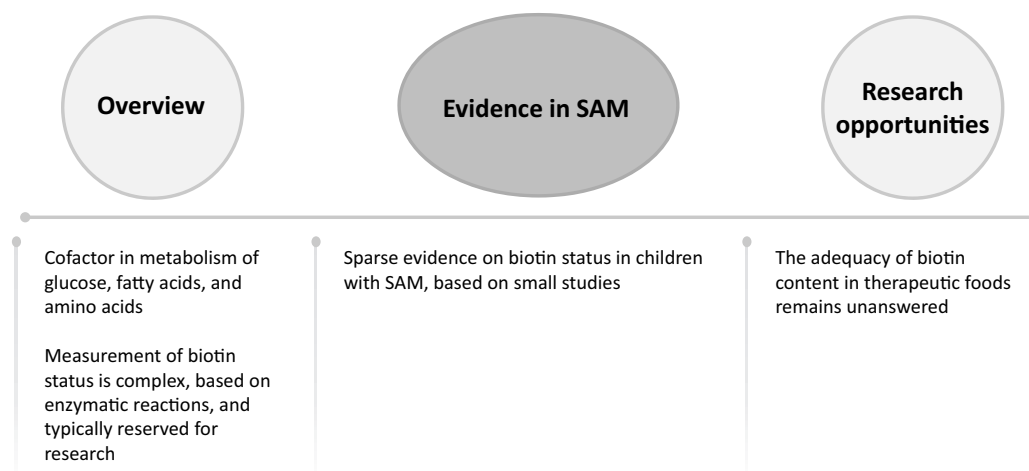 Overview
Evidence in SAM
Research
opportunities
Cofactor in metabolism of
glucose, fatty acids, and
amino acids
Measurement of biotin
status is complex, based on
enzymatic reactions, and
typically reserved for
research
Sparse evidence on biotin status in children
with SAM, based on small studies
The adequacy of biotin
content in therapeutic foods
remains unanswered